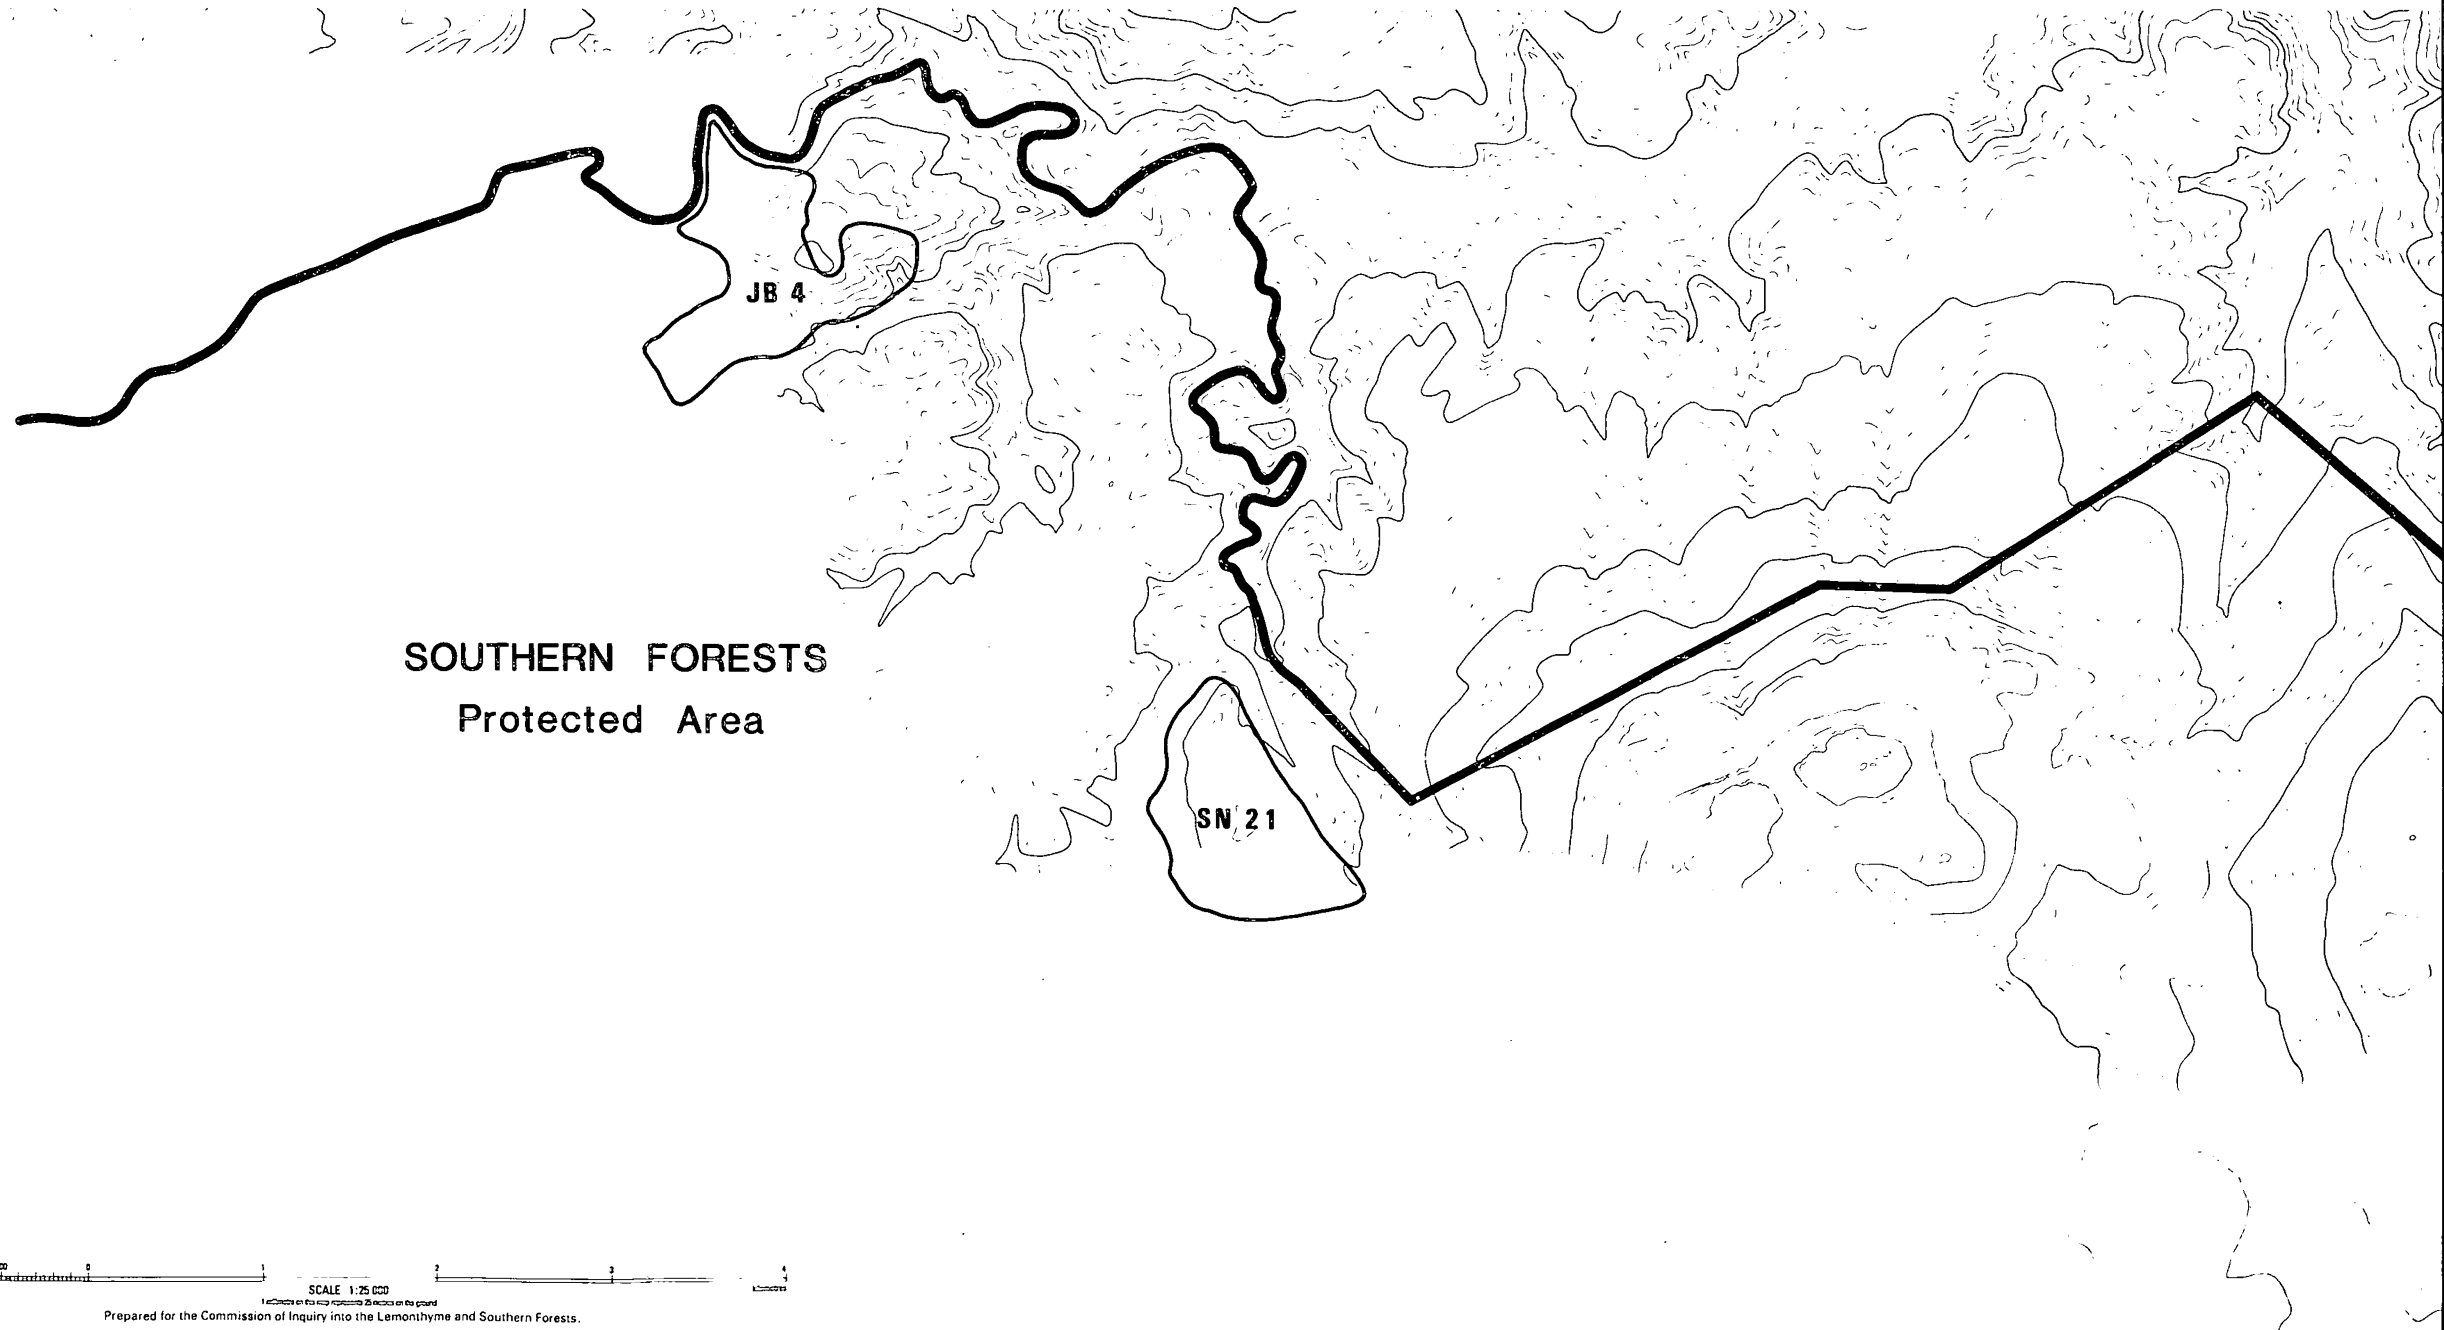 JB 4
SOUTHERN FORESTS
Protected Area
SN 21
0 1 2 3 4
SCALE 1:25 000
Prepared for the Commission of Inquiry into the Lemonthyme and Southern Forests.